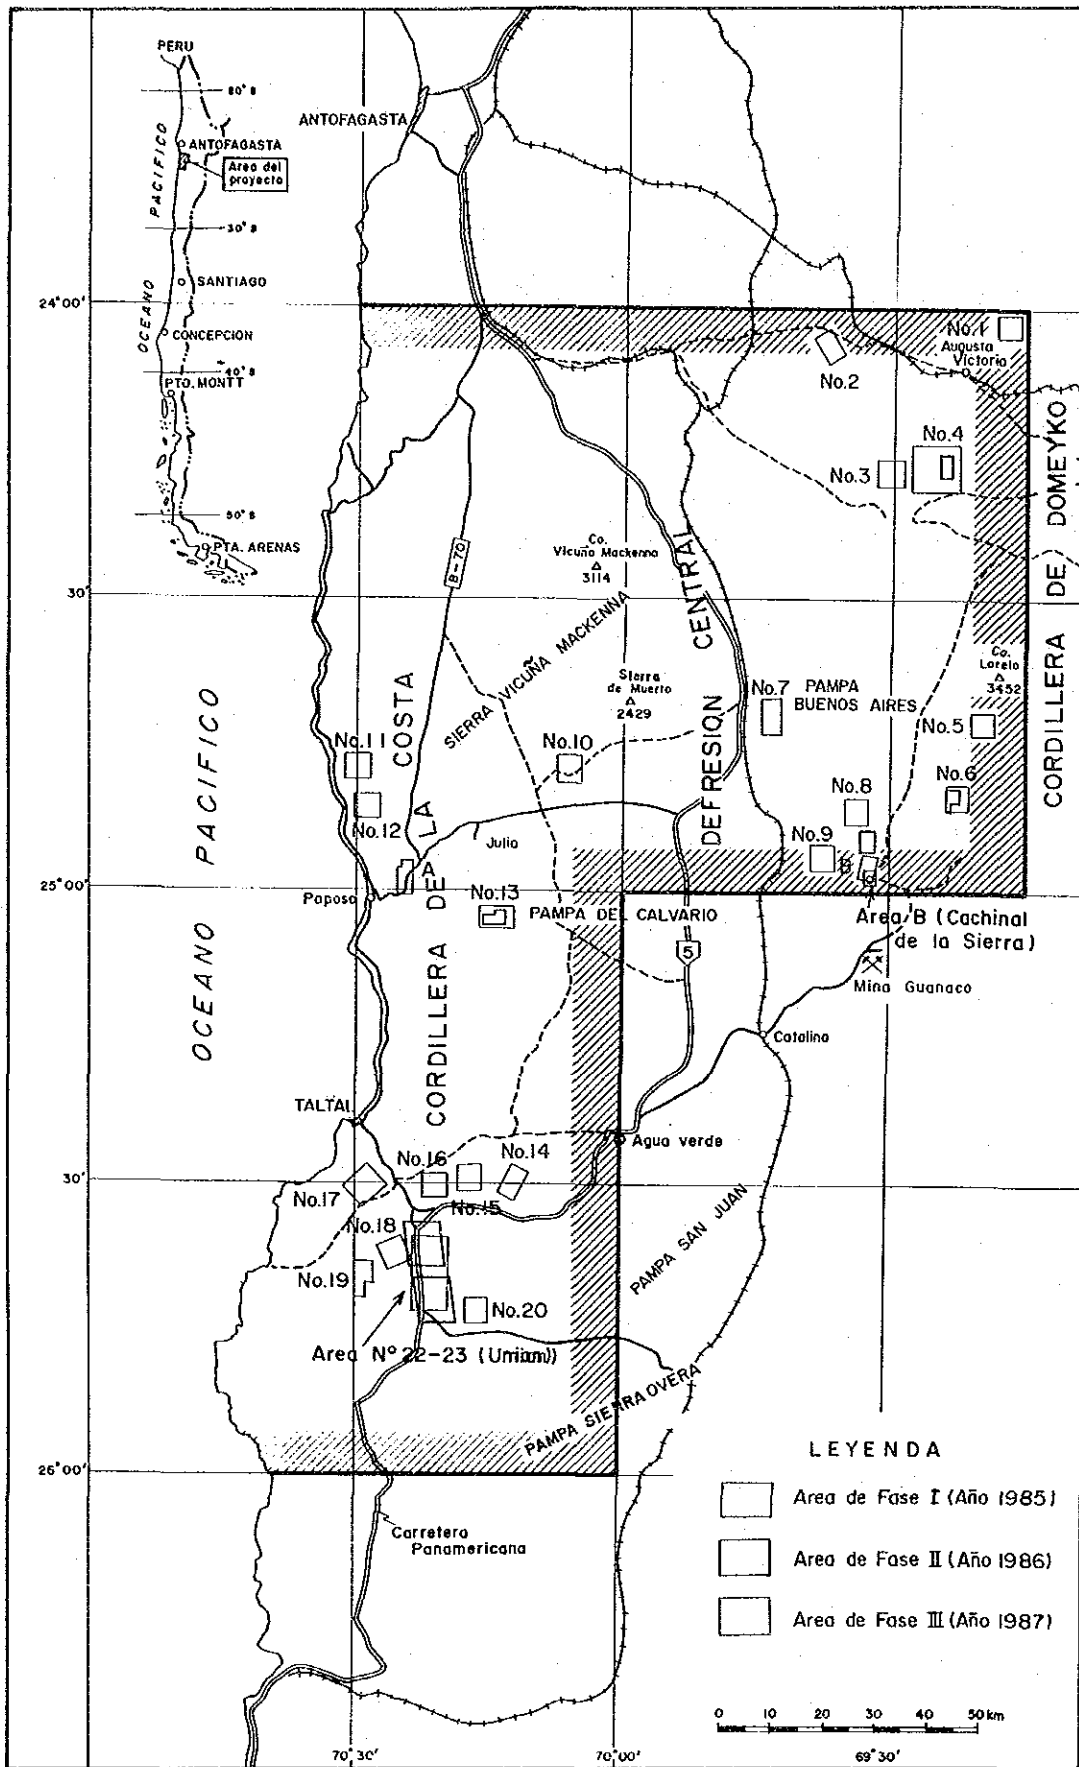 PERU
20° S
ANTOFAGASTA
Area del
proyecto
OCEANO PACIFICO
30° S
SANTIAGO
CONCEPCION
40° S
PTO. MONTT
50° S
PTA. ARENAS
ANTOFAGASTA
24°00'
No.1
Augusta
Victoria
No.2
No.4
No.3
CORDILLERA DE DOMEYKO
B-70
Co.
Vicuña Mackenna
3114
30'
SIERRA VICUÑA MACKENNA
DEFRESION CENTRAL
Sierra
de Muerto
2429
No.7
PAMPA
BUENOS AIRES
Co.
Lorelo
3452
No.5
No.11
No.10
No.6
No.8
No.12
No.9
B
Julia
A
OCEANO PACIFICO
CORDILLERA DE LA COSTA
25°00'
Paposo
No.13
PAMPA DEL CALVARIO
Area B (Cachinal
de la Sierra)
5
Mina Guanaco
Catalina
TALTAL
Agua verde
No.16
No.14
30'
No.17
No.15
No.18
PAMPA SAN JUAN
No.19
No.20
Area N° 22-23 (Union)
PAMPA SIERRA OVERA
26°00'
LEYENDA
Area de Fase I (Año 1985)
Area de Fase II (Año 1986)
Area de Fase III (Año 1987)
Carretera
Panamericana
0 10 20 30 40 50 km
70°30'
70°00'
69°30'